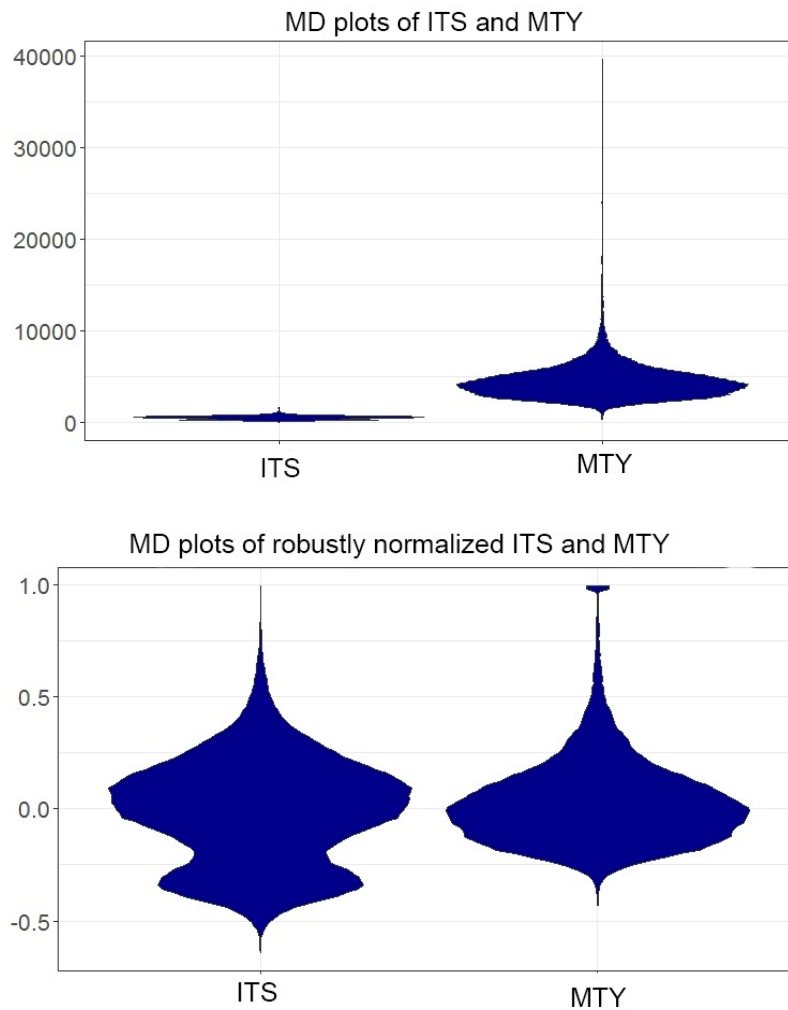 MD plots of ITS and MTY
40000
30000
20000
10000
0
ITS MTY
MD plots of robustly normalized ITS and MTY
1.0
0.5
0.0
-0.5
ITS MTY